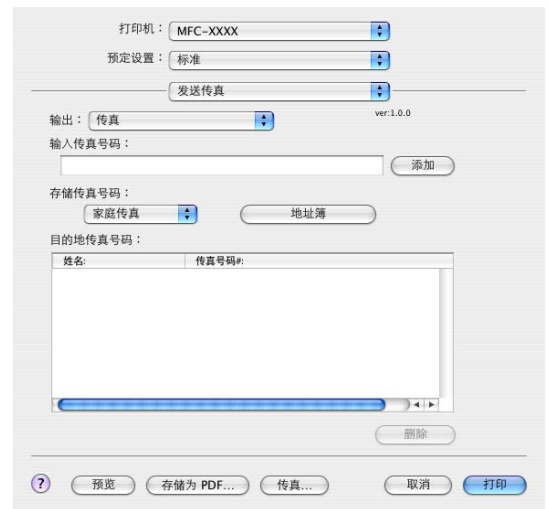 打印机： MFC-XXXX
预定设置： 标准
发送传真
输出： 传真
ver:1.0.0
输入传真号码：
添加
存储传真号码：
家庭传真 地址簿
目的地传真号码：
姓名: 传真号码#:
删除
? 预览 存储为 PDF... 传真... 取消 打印